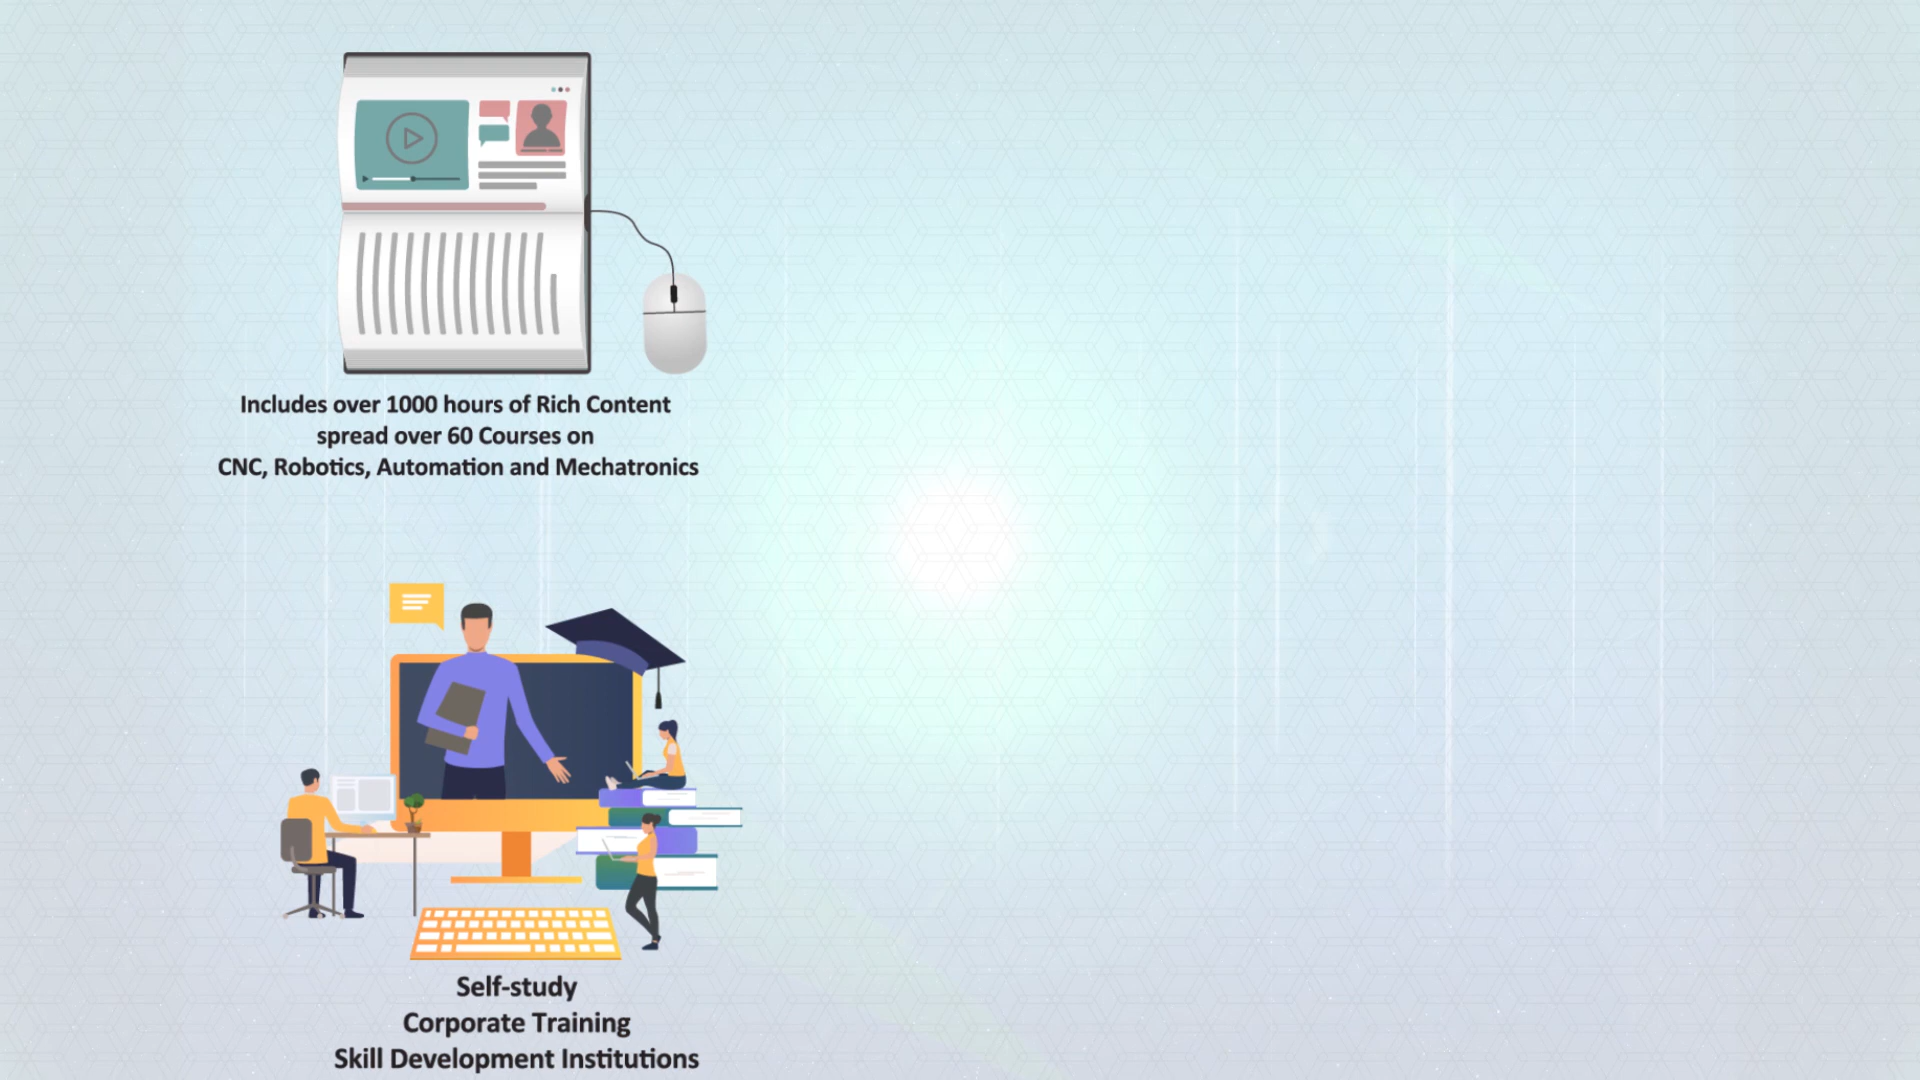 Includes over 1000 hours of Rich Content
spread over 60 Courses on
CNC, Robotics, Automation and Mechatronics
Self-study
Corporate Training
Skill Development Institutions